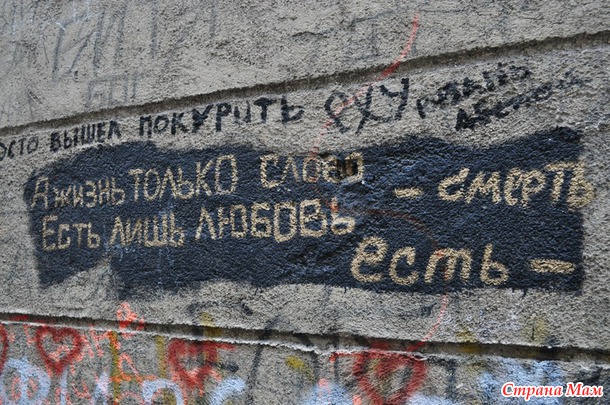 осто вышел покурить
А жизнь только слово
Есть лишь любовь
– смерть
есть –
Страна Мам